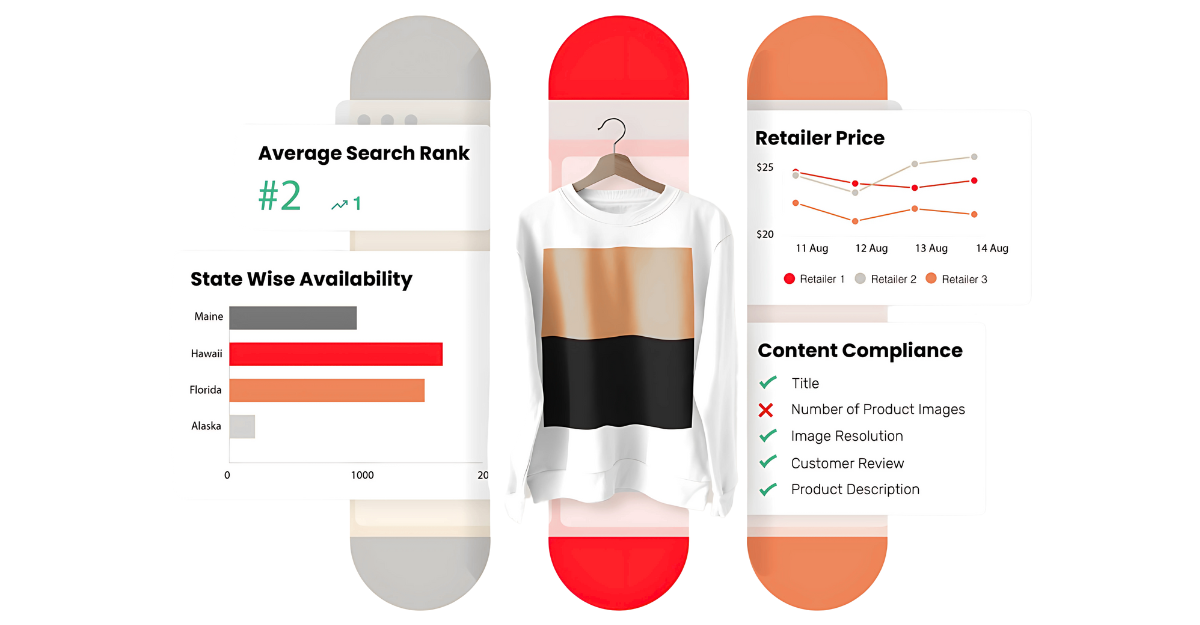 Average Search Rank
#2 1
State Wise Availability
Maine
Hawaii
Florida
Alaska
0 1000 20
Retailer Price
$25
$20
11 Aug 12 Aug 13 Aug 14 Aug
Retailer 1 Retailer 2 Retailer 3
Content Compliance
Title
Number of Product Images
Image Resolution
Customer Review
Product Description